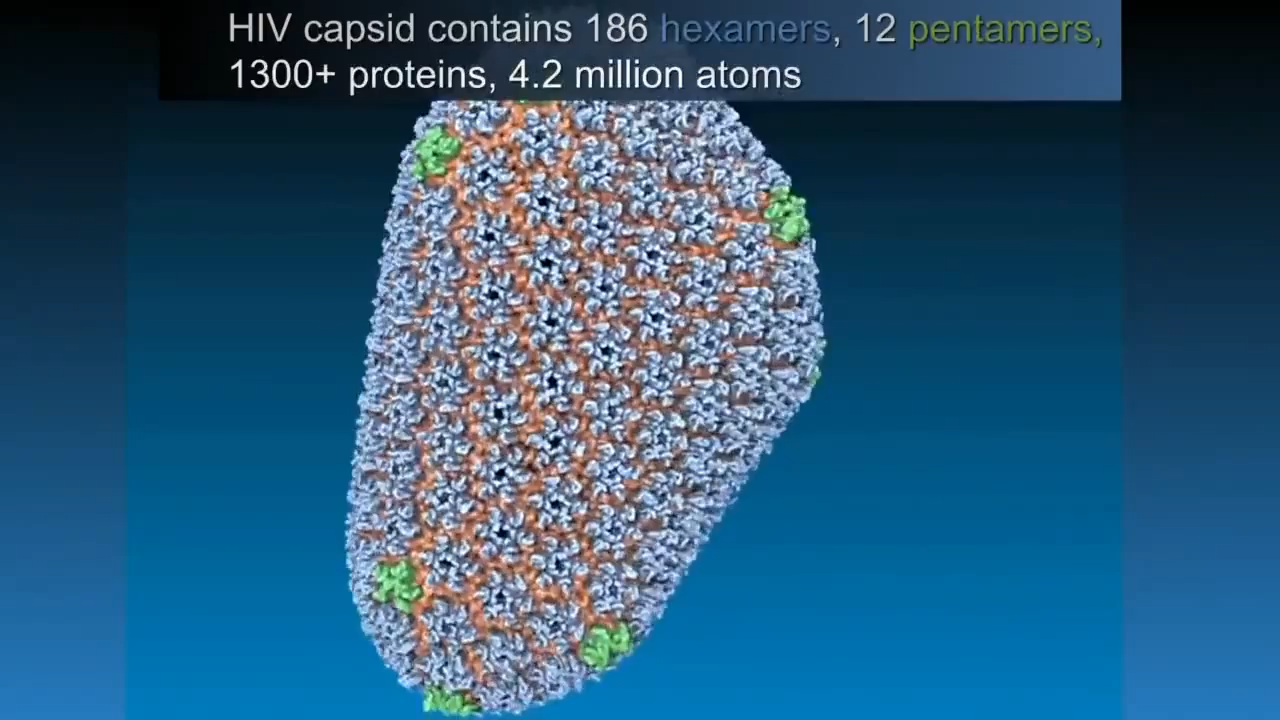 HIV capsid contains 186 hexamers, 12 pentamers,
1300+ proteins, 4.2 million atoms